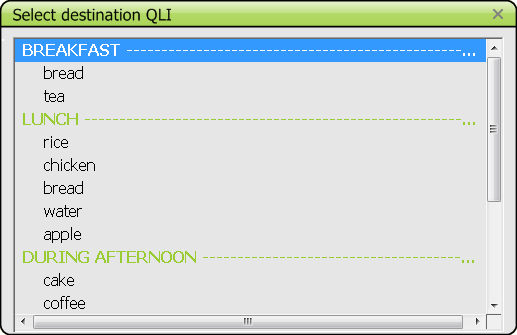 Select destination QLI
BREAKFAST ------------------------------------------------...
bread
tea
LUNCH ------------------------------------------------------...
rice
chicken
bread
water
apple
DURING AFTERNOON -------------------------------------...
cake
coffee